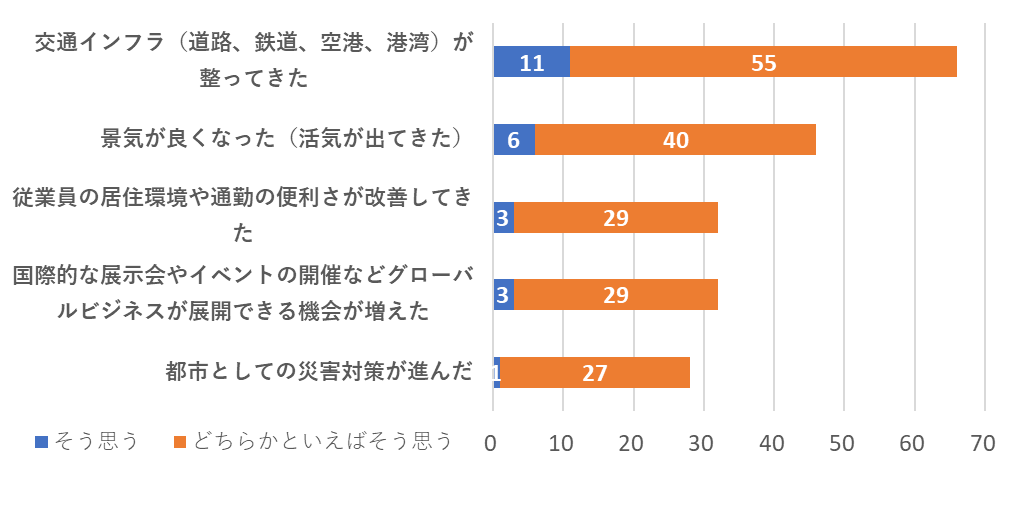 交通インフラ（道路、鉄道、空港、港湾）が
整ってきた
11 55
景気が良くなった（活気が出てきた）
6 40
従業員の居住環境や通勤の便利さが改善してき
た
3 29
国際的な展示会やイベントの開催などグローバ
ルビジネスが展開できる機会が増えた
3 29
都市としての災害対策が進んだ
1 27
そう思う どちらかといえばそう思う
0 10 20 30 40 50 60 70